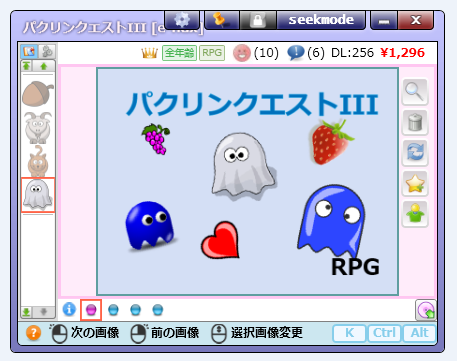 パクリンクエストIII
seekmode
全年齢 RPG (10) (6) DL:256 ¥1,296
パクリンクエストIII
RPG
次の画像 前の画像 選択画像変更 K Ctrl Alt